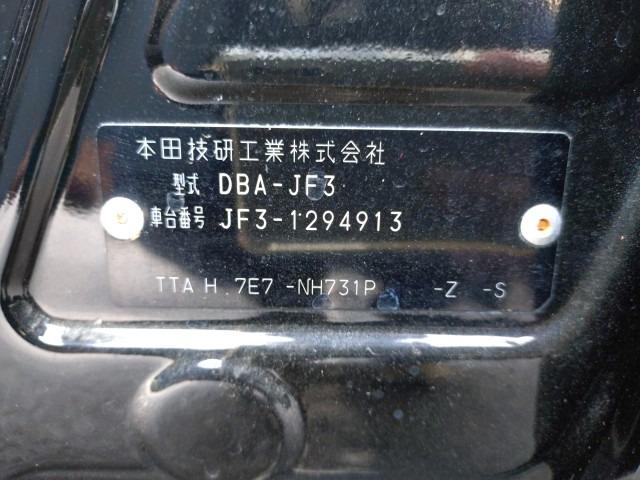 本田技研工業株式会社
型式 DBA-JF3
車台番号 JF3-1294913
TTA H 7E7 -NH731P -Z -S